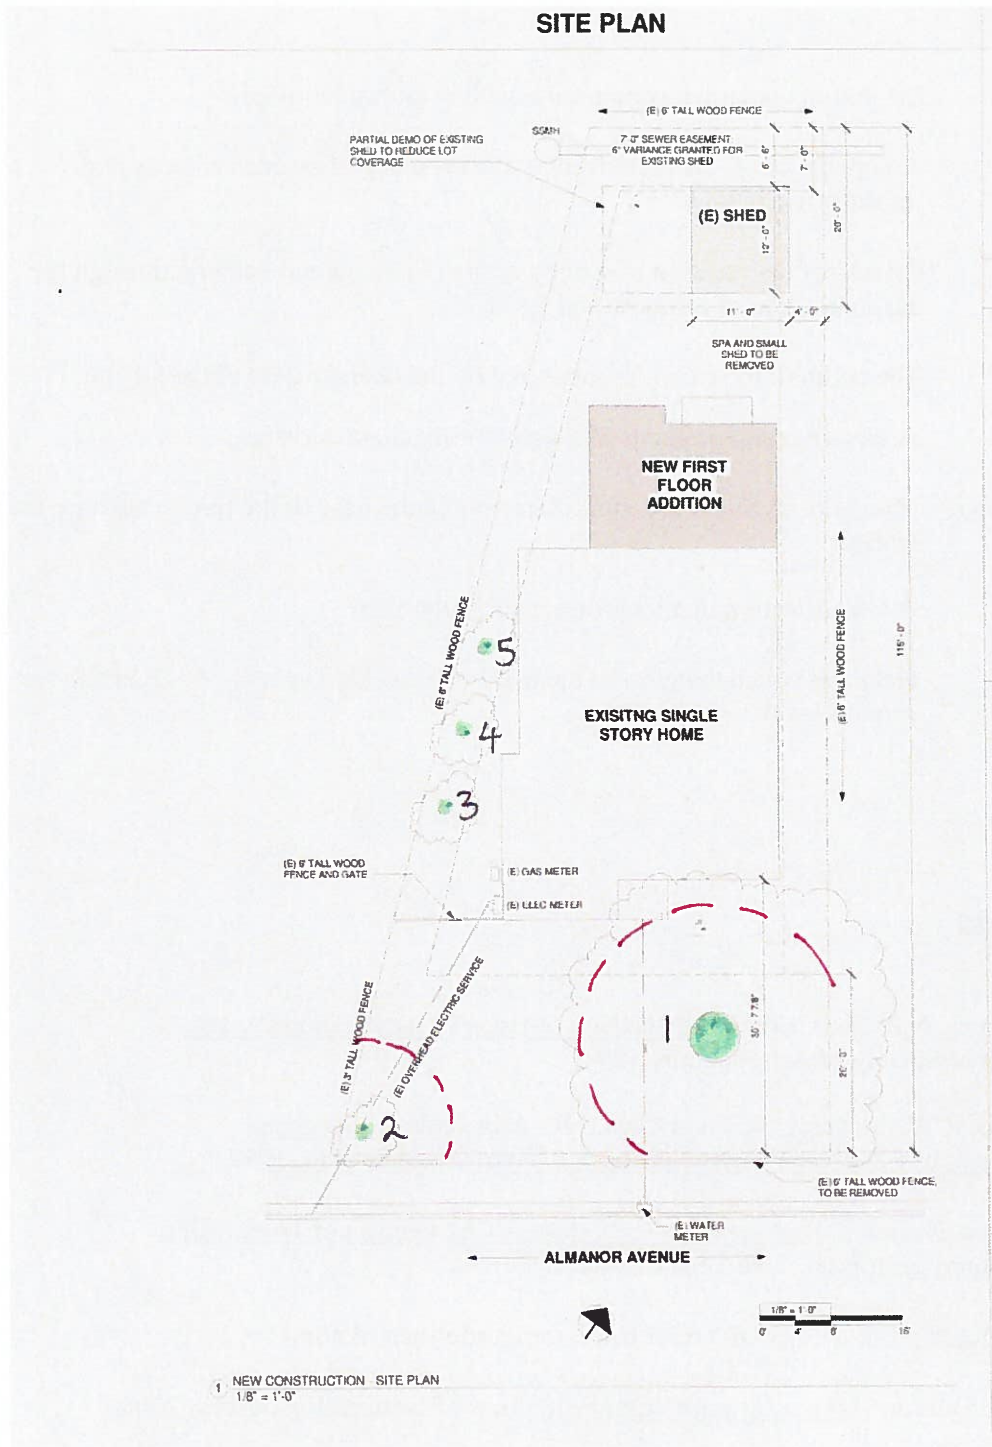 SITE PLAN
(E) 6' TALL WOOD FENCE
SSMH
PARTIAL DEMO OF EXISTING
SHED TO REDUCE LOT
COVERAGE
7'-0" SEWER EASEMENT
6" VARIANCE GRANTED FOR
EXISTING SHED
6'-6"
7'-0"
(E) SHED
12'-0"
20'-0"
11'-0"
4'-0"
SPA AND SMALL
SHED TO BE
REMOVED
NEW FIRST
FLOOR
ADDITION
(E) 6' TALL WOOD FENCE
5
(E) 6' TALL WOOD FENCE
115'-0"
EXISITNG SINGLE
STORY HOME
4
3
(E) 6' TALL WOOD
FENCE AND GATE
(E) GAS METER
(E) ELEC METER
(E) 3' TALL WOOD FENCE
(E) OVERHEAD ELECTRIC SERVICE
1
2
(E) 6' TALL WOOD FENCE,
TO BE REMOVED
(E) WATER
METER
ALMANOR AVENUE
1/8" = 1'-0"
0'
4'
8'
16'
1
NEW CONSTRUCTION SITE PLAN
1/8" = 1'-0"